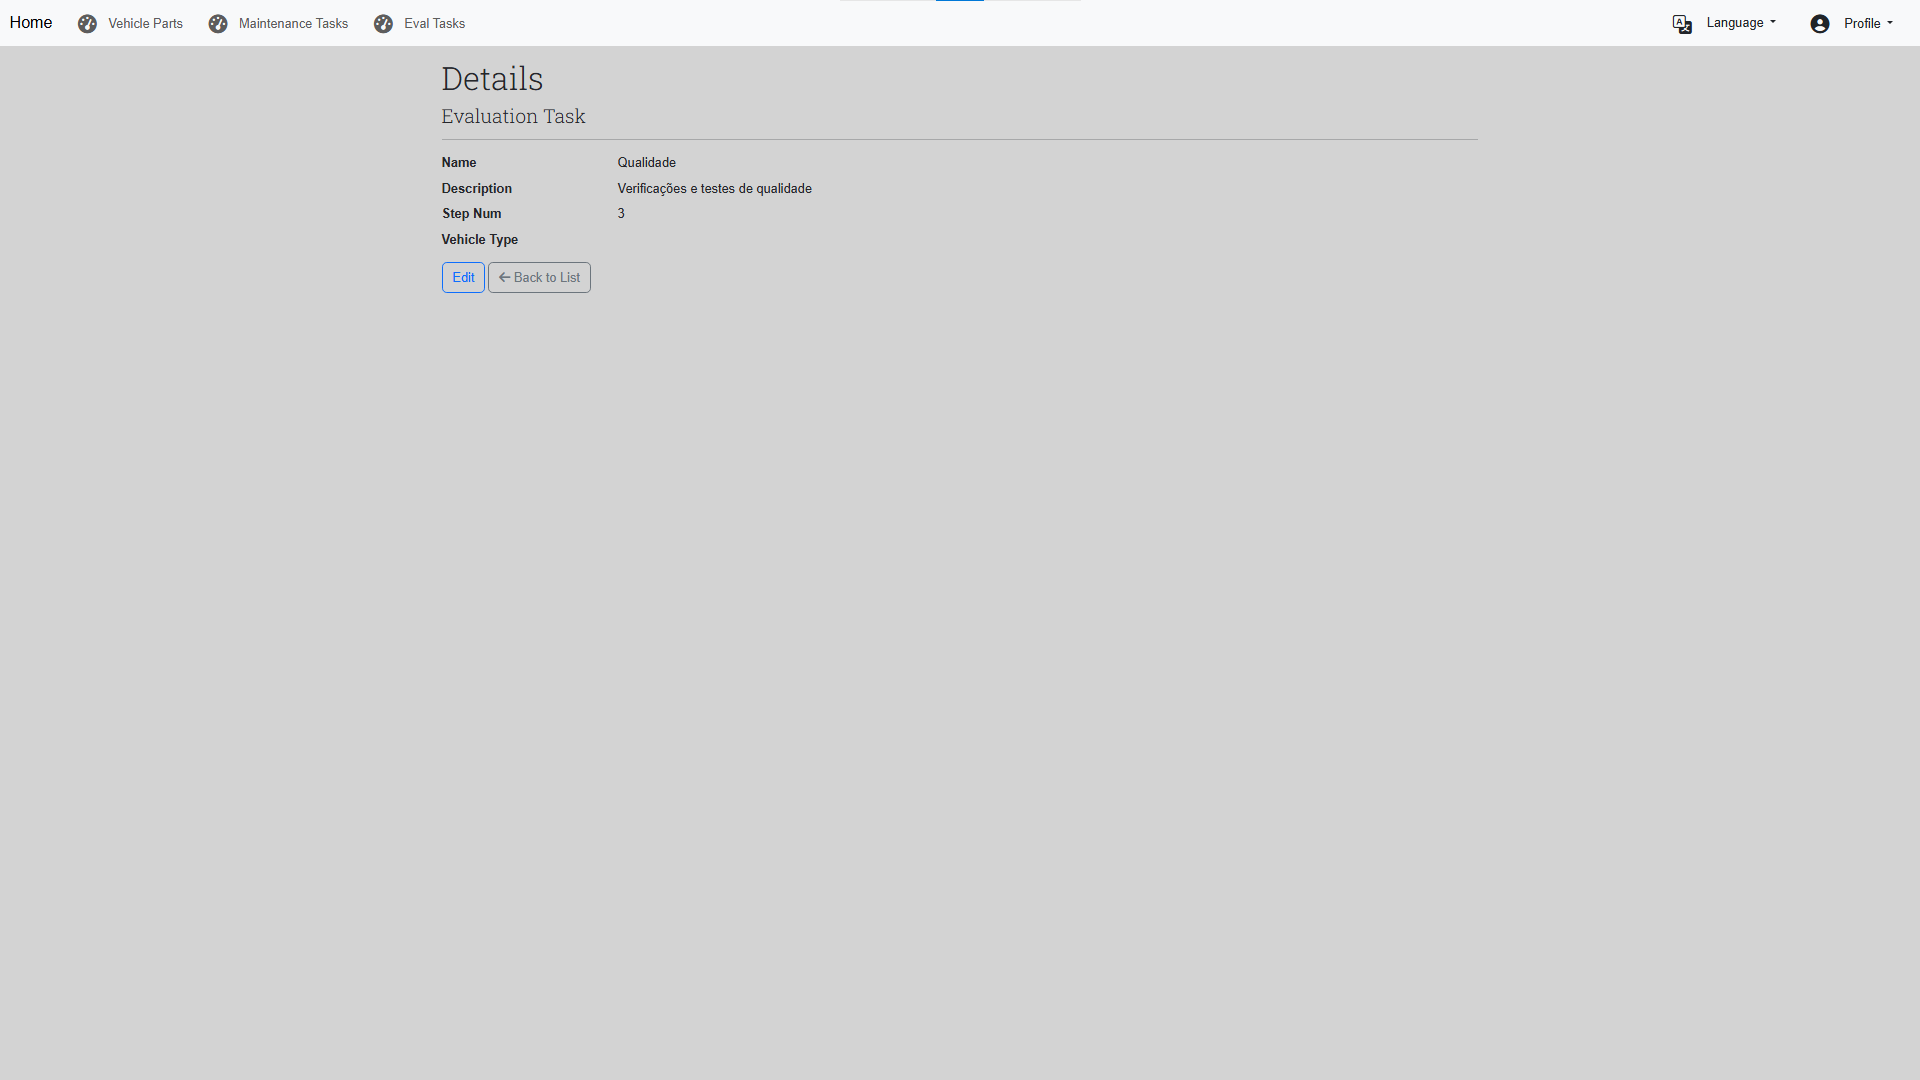 Home Vehicle Parts Maintenance Tasks Eval Tasks Language Profile
Details
Evaluation Task
Name Qualidade
Description Verificações e testes de qualidade
Step Num 3
Vehicle Type
Edit Back to List